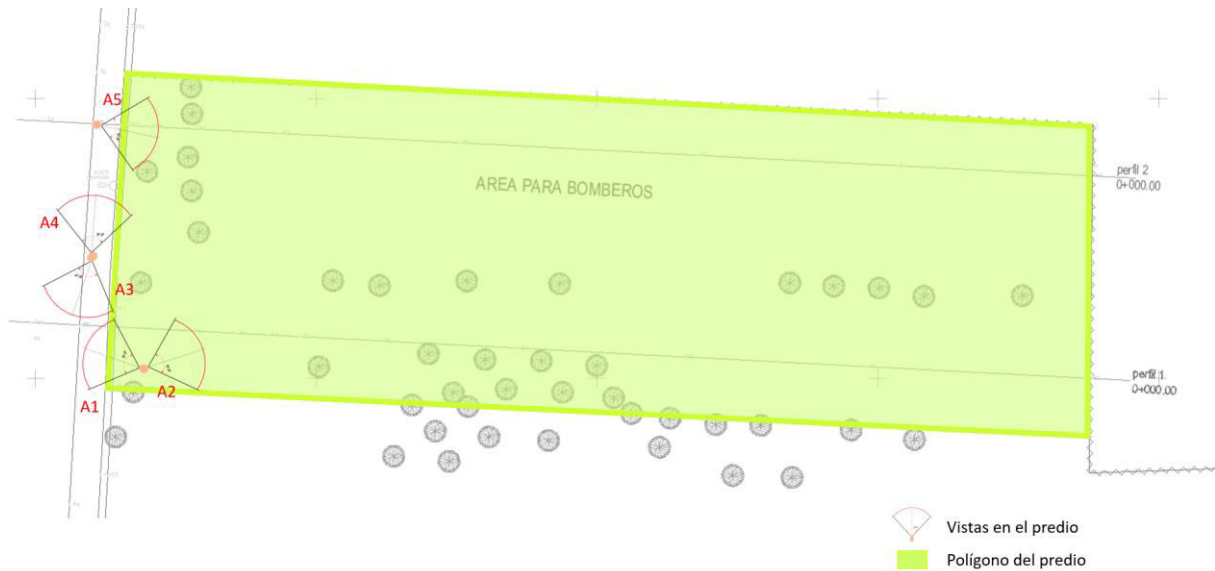 A5
perfil 2
0+000.00
AREA PARA BOMBEROS
A4
A3
perfil 1
0+000.00
A1
A2
Vistas en el predio
Polígono del predio